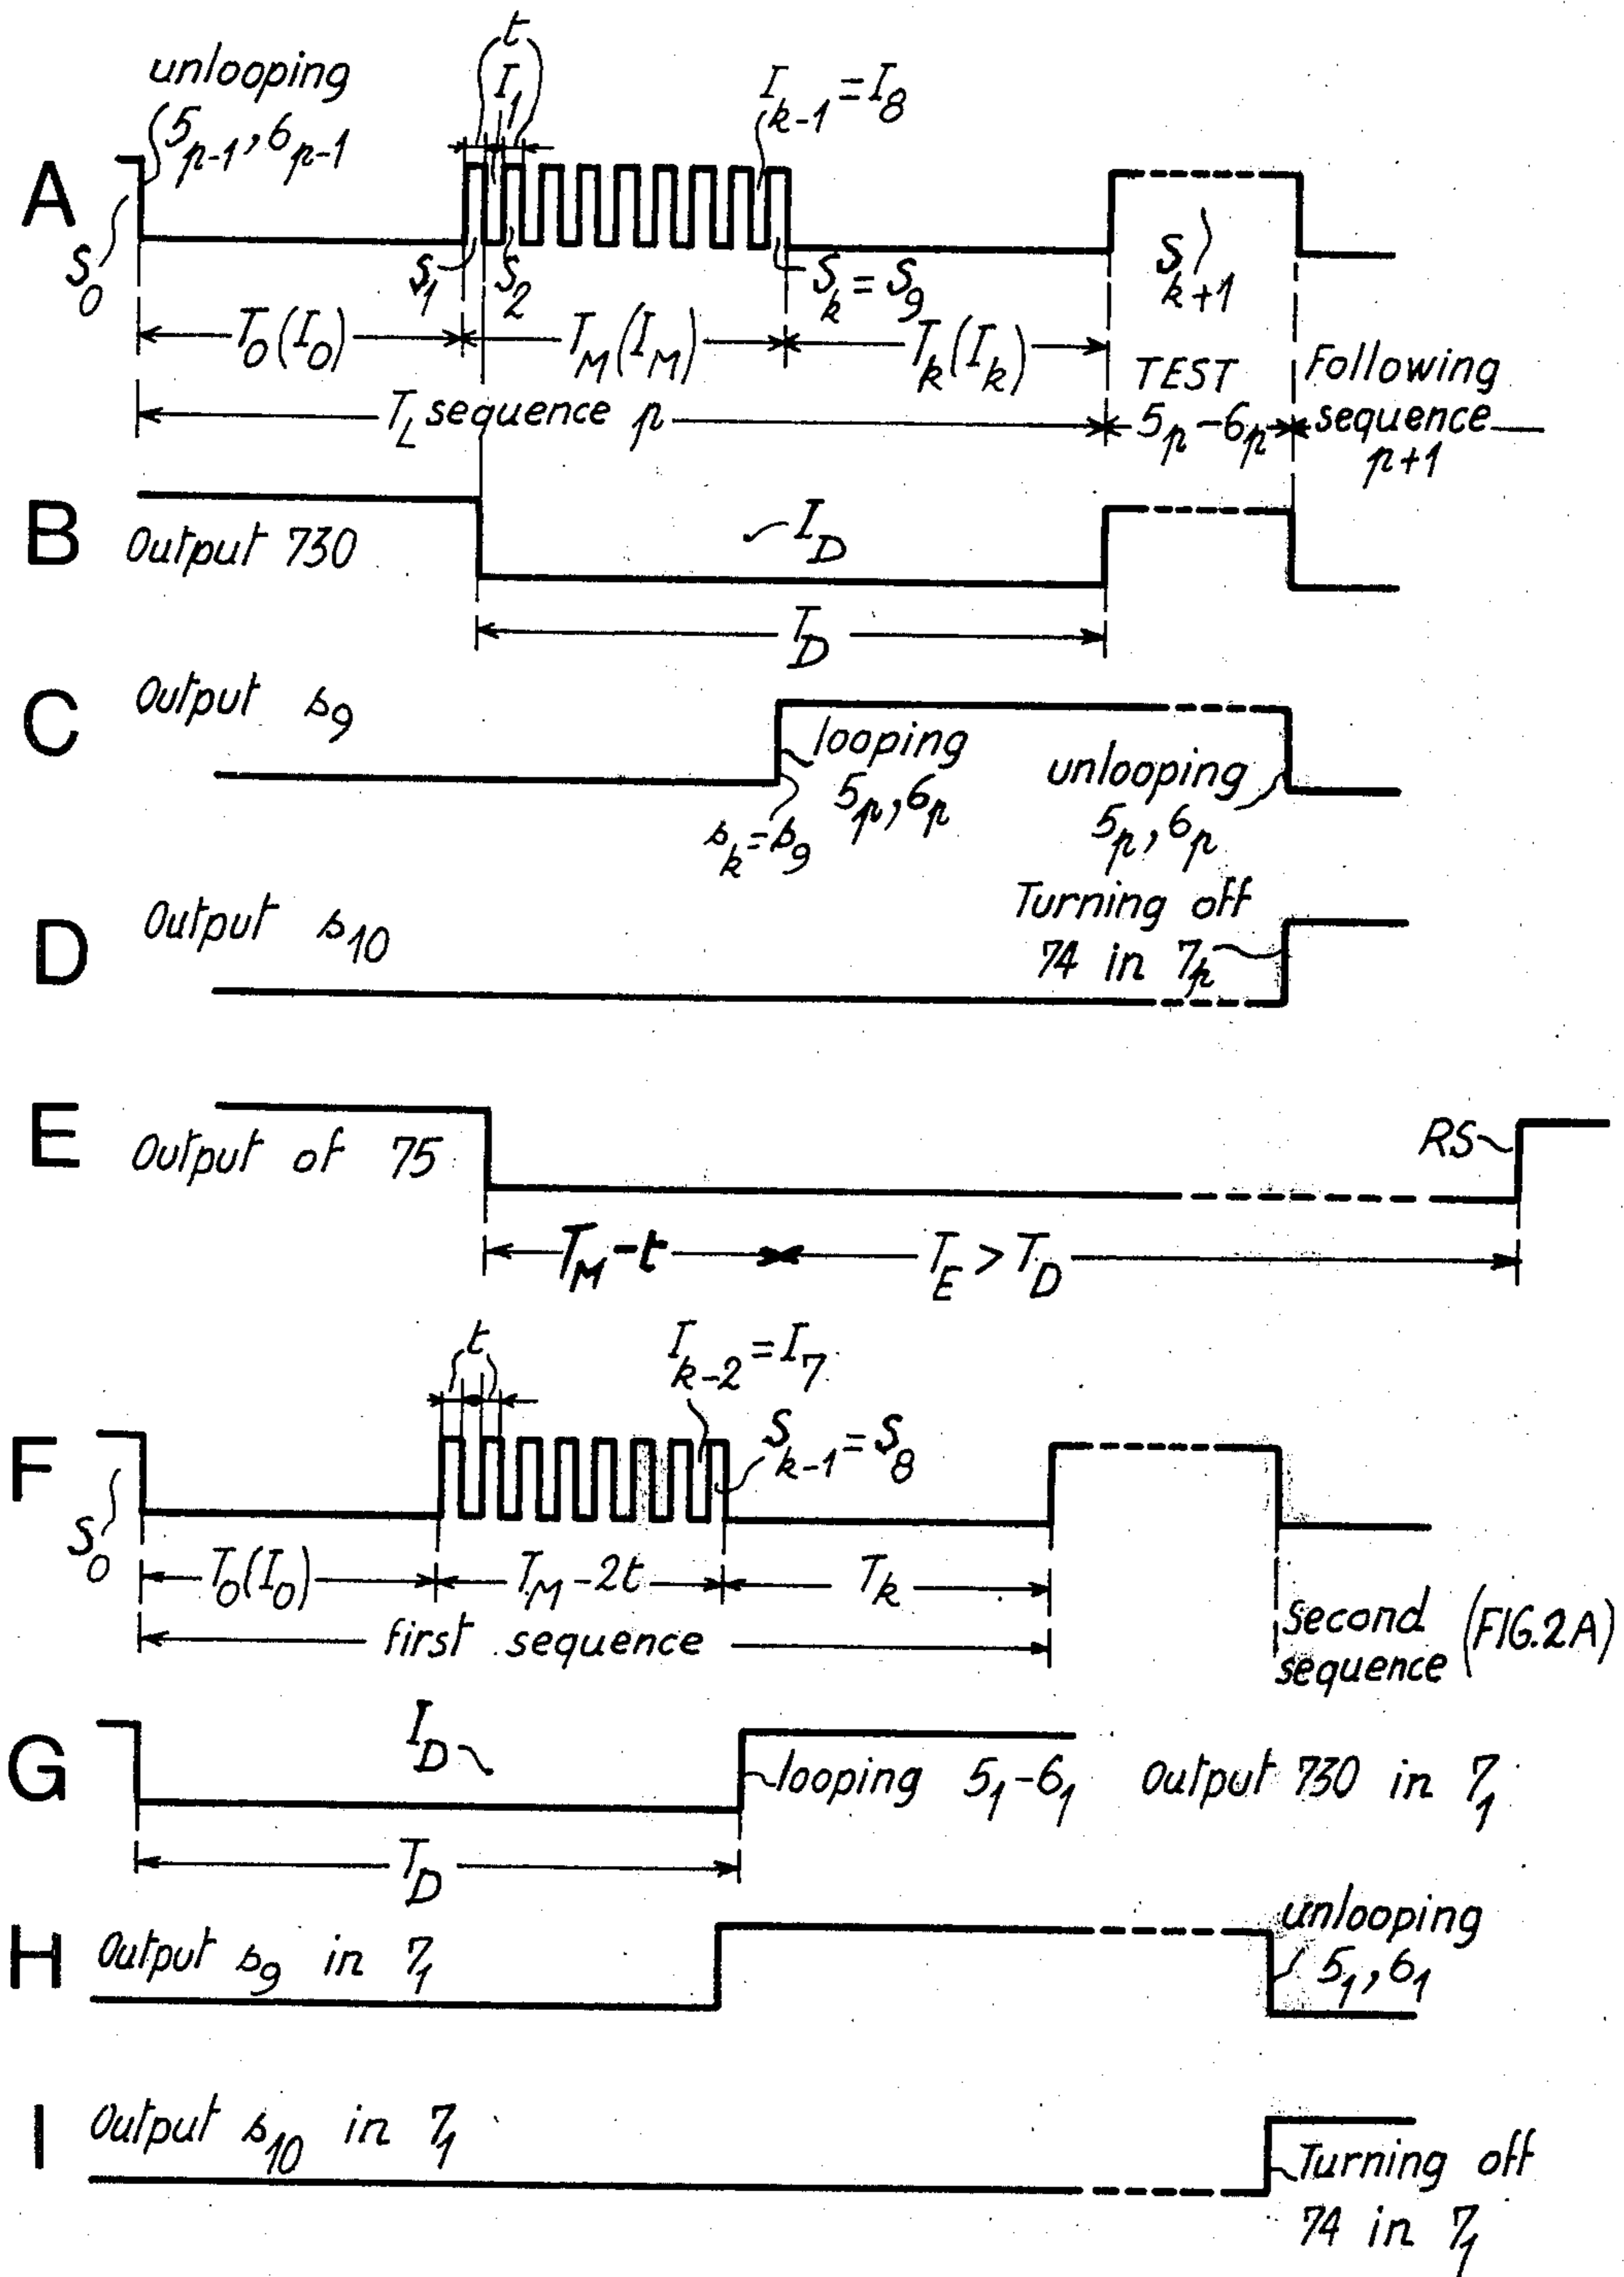 t
unlooping
5p-1, 6p-1
I1
Ik-1 = I8
A
S0
S1
S2
Sk = S9
Sk+1
T0(I0)
TM(IM)
Tk(Ik)
TEST
5p-6p
Following
sequence
p+1
TL sequence p
B
Output 730
ID
TD
C
Output s9
looping
5p, 6p
sk = s9
unlooping
5p, 6p
D
Output s10
Turning off
74 in 7p
E
Output of 75
RS
TM-t
TE > TD
t
Ik-2 = I7
Sk-1 = S8
F
S0
T0(I0)
TM-2t
Tk
first sequence
second (FIG.2A)
sequence
G
ID
looping 51-61
Output 730 in 71
TD
H
Output s9 in 71
unlooping
51, 61
I
Output s10 in 71
Turning off
74 in 71